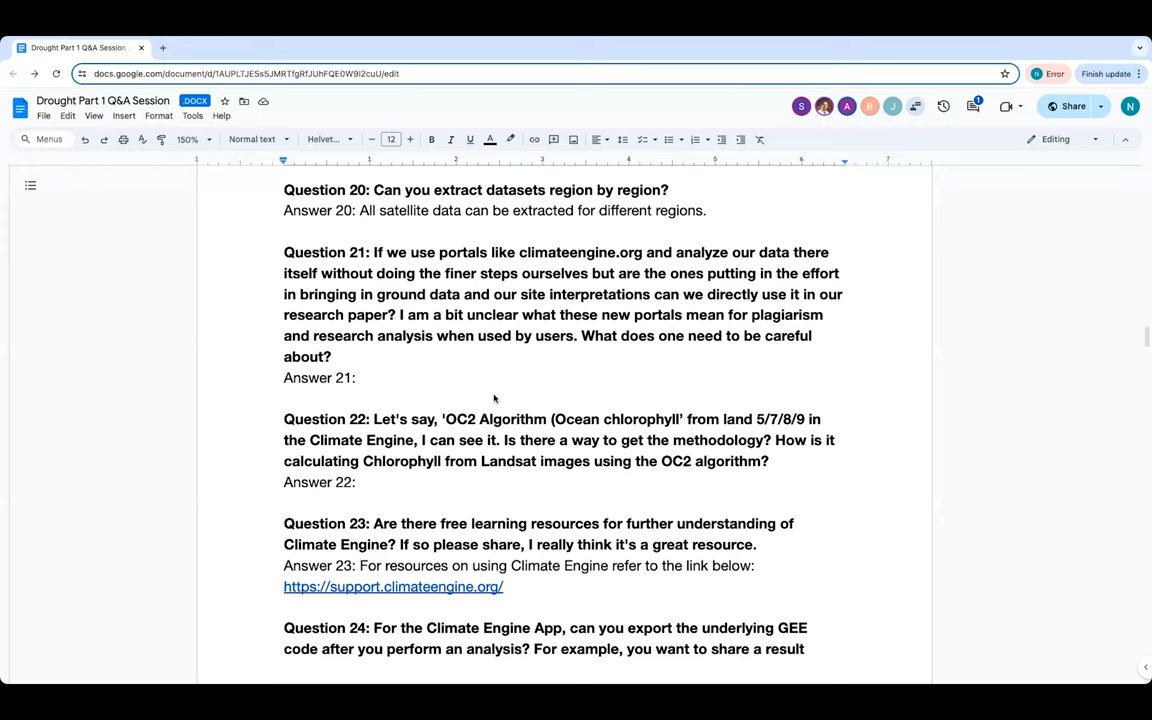 Drought Part 1 Q&A Session
docs.google.com/document/d/1AUPLTJESs5JMRTfgRfJUhFQE0W9I2cuU/edit
N Error
Finish update
Drought Part 1 Q&A Session .DOCX
File Edit View Insert Format Tools Help
S A B J
1
Share
N
Menus
150%
Normal text
Helvet...
12
B I U A
Editing
1 1 2 3 4 5 6 7
Question 20: Can you extract datasets region by region?
Answer 20: All satellite data can be extracted for different regions.
Question 21: If we use portals like climateengine.org and analyze our data there
itself without doing the finer steps ourselves but are the ones putting in the effort
in bringing in ground data and our site interpretations can we directly use it in our
research paper? I am a bit unclear what these new portals mean for plagiarism
and research analysis when used by users. What does one need to be careful
about?
Answer 21:
Question 22: Let's say, 'OC2 Algorithm (Ocean chlorophyll’ from land 5/7/8/9 in
the Climate Engine, I can see it. Is there a way to get the methodology? How is it
calculating Chlorophyll from Landsat images using the OC2 algorithm?
Answer 22:
Question 23: Are there free learning resources for further understanding of
Climate Engine? If so please share, I really think it's a great resource.
Answer 23: For resources on using Climate Engine refer to the link below:
https://support.climateengine.org/
Question 24: For the Climate Engine App, can you export the underlying GEE
code after you perform an analysis? For example, you want to share a result